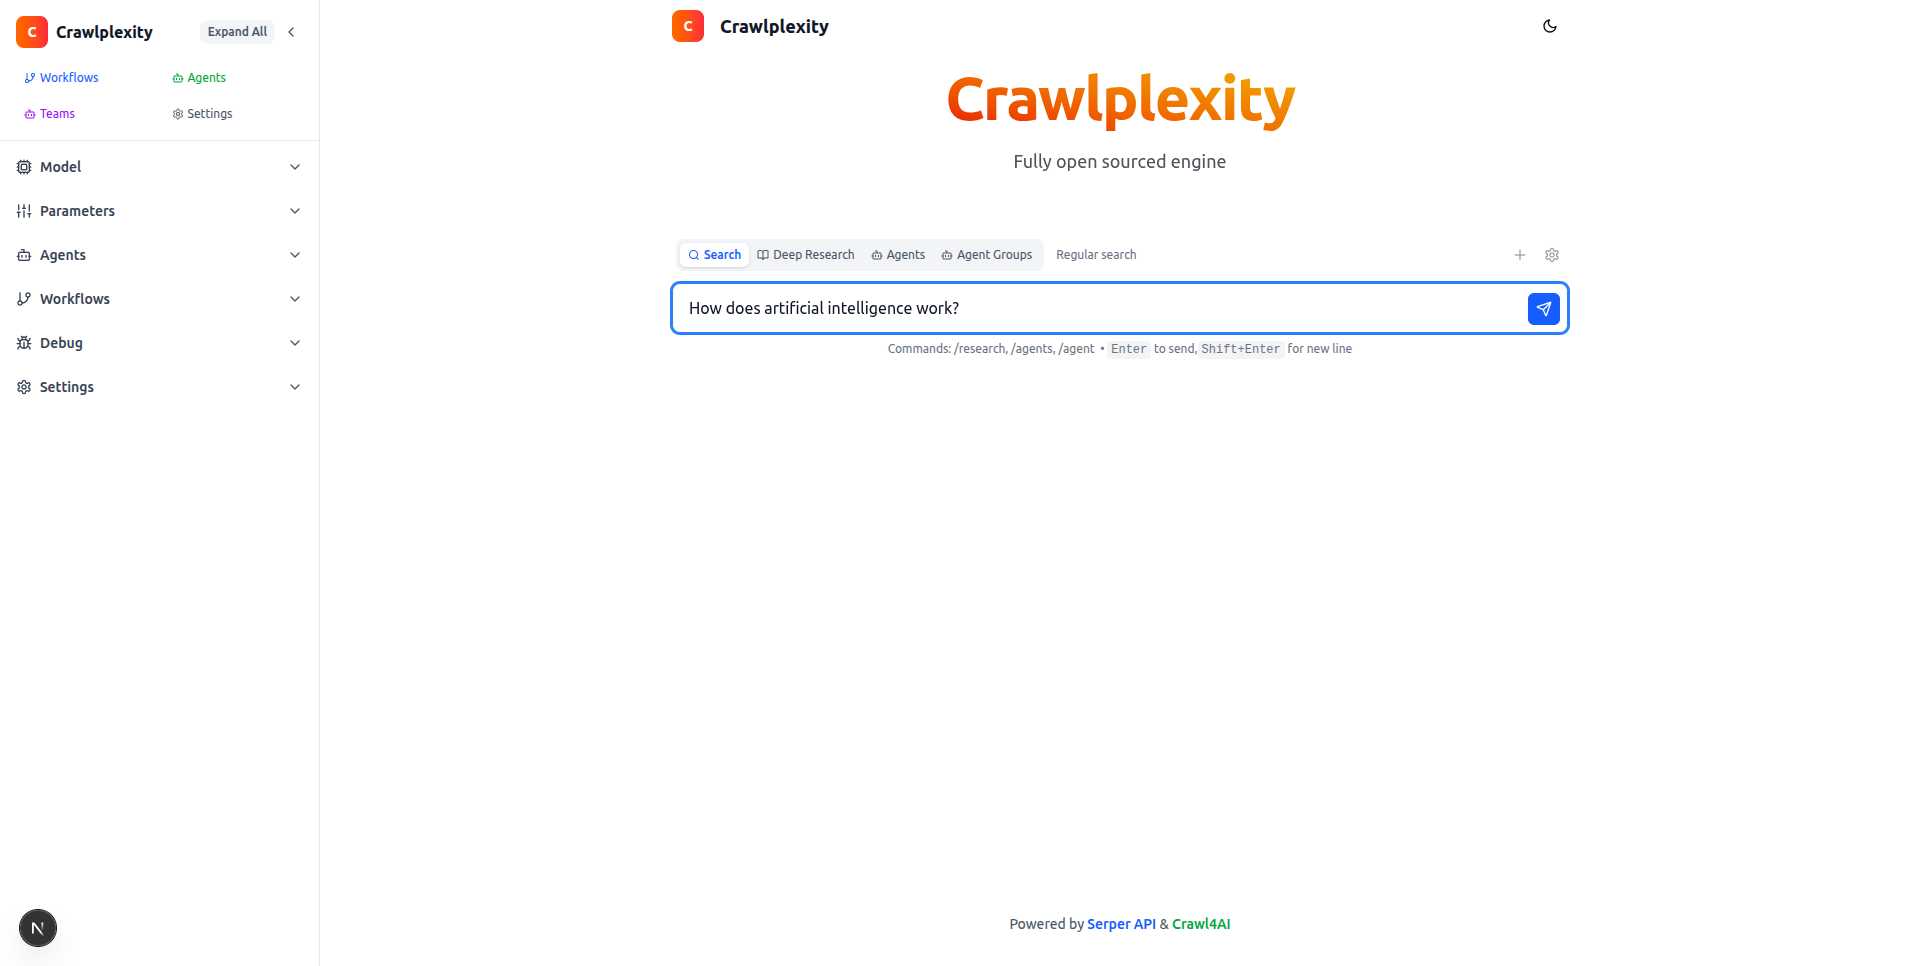 C Crawlplexity Expand All
Workflows Agents
Teams Settings
Model
Parameters
Agents
Workflows
Debug
Settings
N
C Crawlplexity
Crawlplexity
Fully open sourced engine
Search Deep Research Agents Agent Groups Regular search
How does artificial intelligence work?
Commands: /research, /agents, /agent • Enter to send, Shift+Enter for new line
Powered by Serper API & Crawl4AI